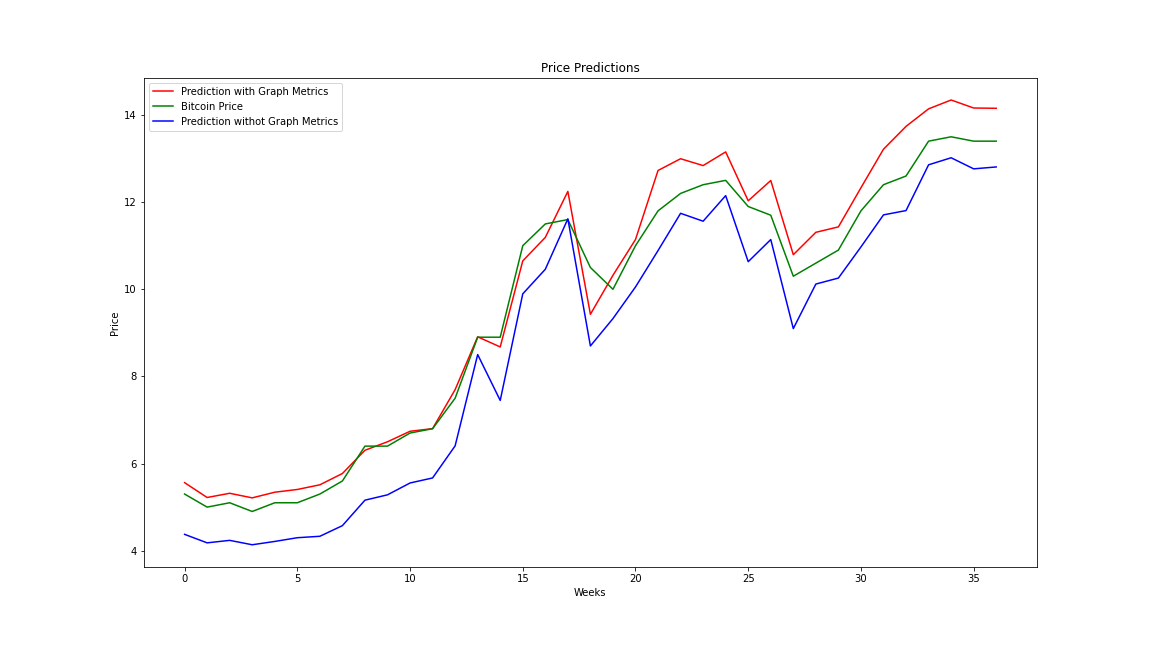 Price Predictions
Prediction with Graph Metrics
Bitcoin Price
Prediction withot Graph Metrics
14
12
10
8
6
4
Price
0 5 10 15 20 25 30 35
Weeks